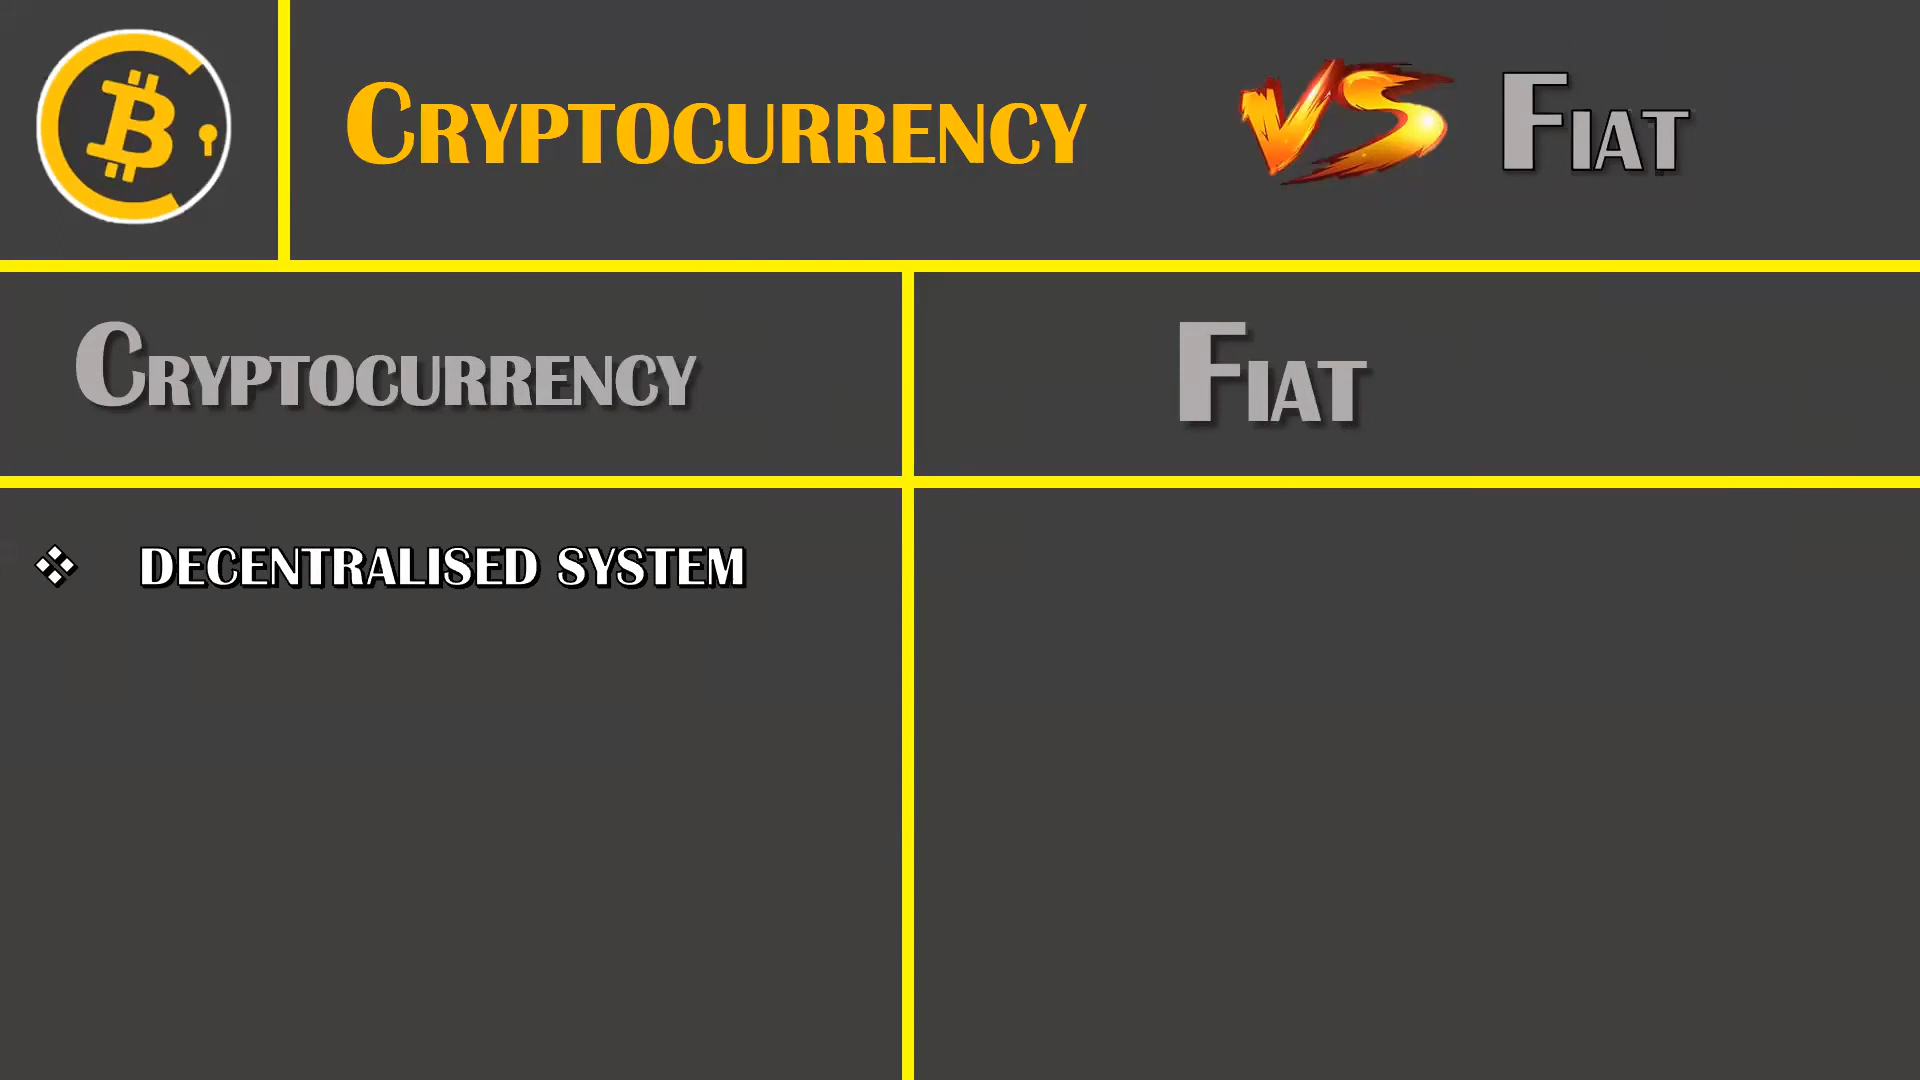 Cryptocurrency VS Fiat
Cryptocurrency
Fiat
❖ DECENTRALISED SYSTEM